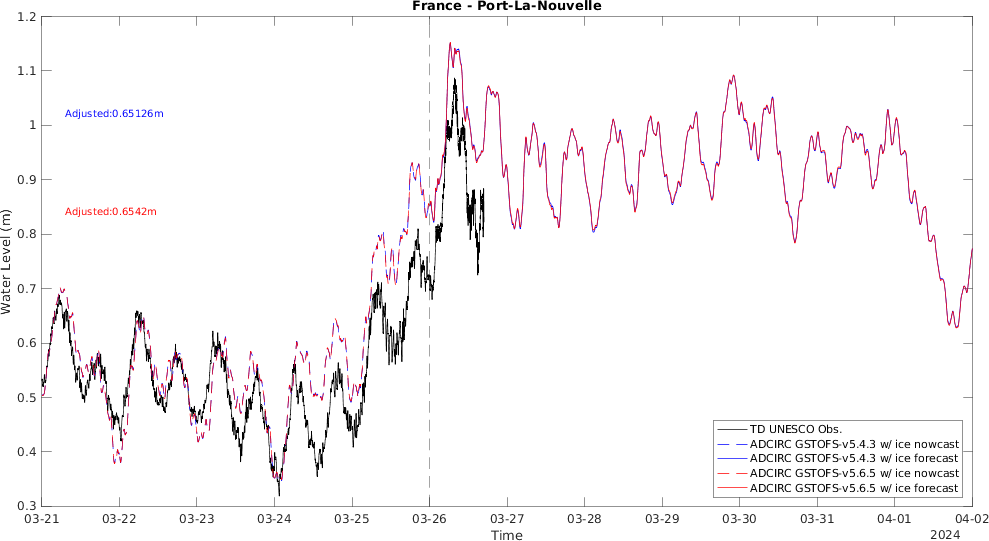 France - Port-La-Nouvelle
1.2
1.1
1
0.9
0.8
0.7
0.6
0.5
0.4
0.3
Water Level (m)
Adjusted:0.65126m
Adjusted:0.6542m
TD UNESCO Obs.
ADCIRC GSTOFS-v5.4.3 w/ ice nowcast
ADCIRC GSTOFS-v5.4.3 w/ ice forecast
ADCIRC GSTOFS-v5.6.5 w/ ice nowcast
ADCIRC GSTOFS-v5.6.5 w/ ice forecast
03-21 03-22 03-23 03-24 03-25 03-26 03-27 03-28 03-29 03-30 03-31 04-01 04-02
Time
2024